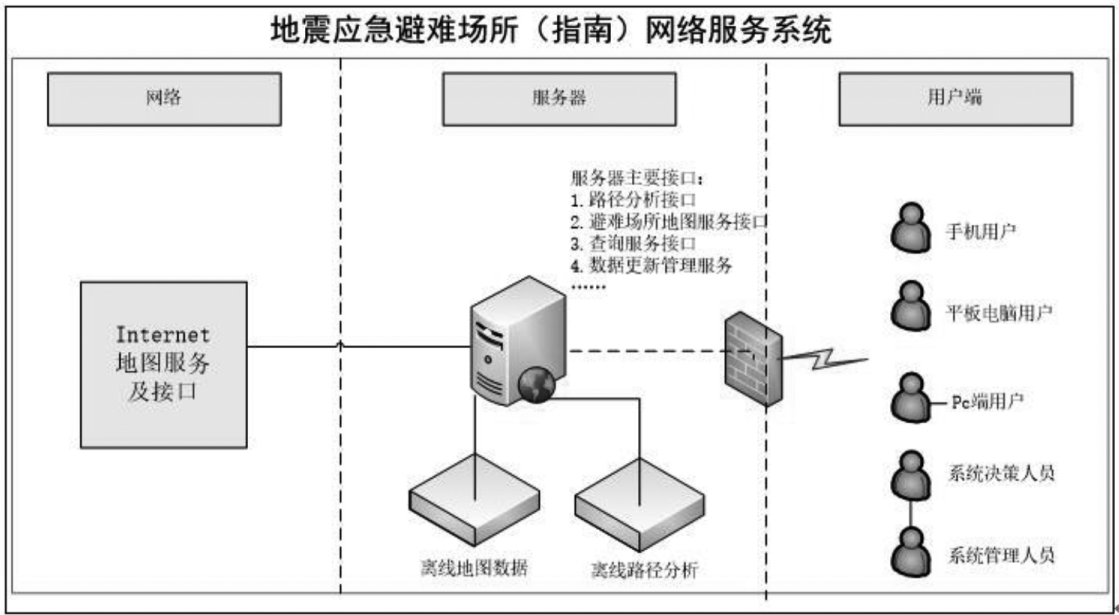 地震应急避难场所（指南）网络服务系统
网络
服务器
用户端
服务器主要接口:
1. 路径分析接口
2. 避难场所地图服务接口
3. 查询服务接口
4. 数据更新管理服务
......
Internet
地图服务
及接口
离线地图数据
离线路径分析
手机用户
平板电脑用户
Pc端用户
系统决策人员
系统管理人员